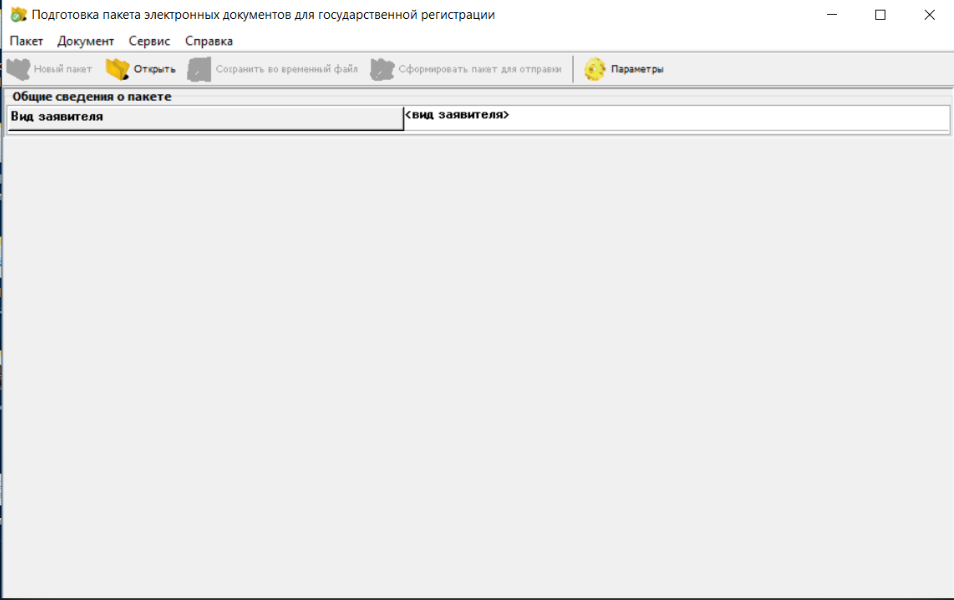 Подготовка пакета электронных документов для государственной регистрации
Пакет Документ Сервис Справка
Новый пакет Открыть Сохранить во временный файл Сформировать пакет для отправки Параметры
Общие сведения о пакете
Вид заявителя <вид заявителя>